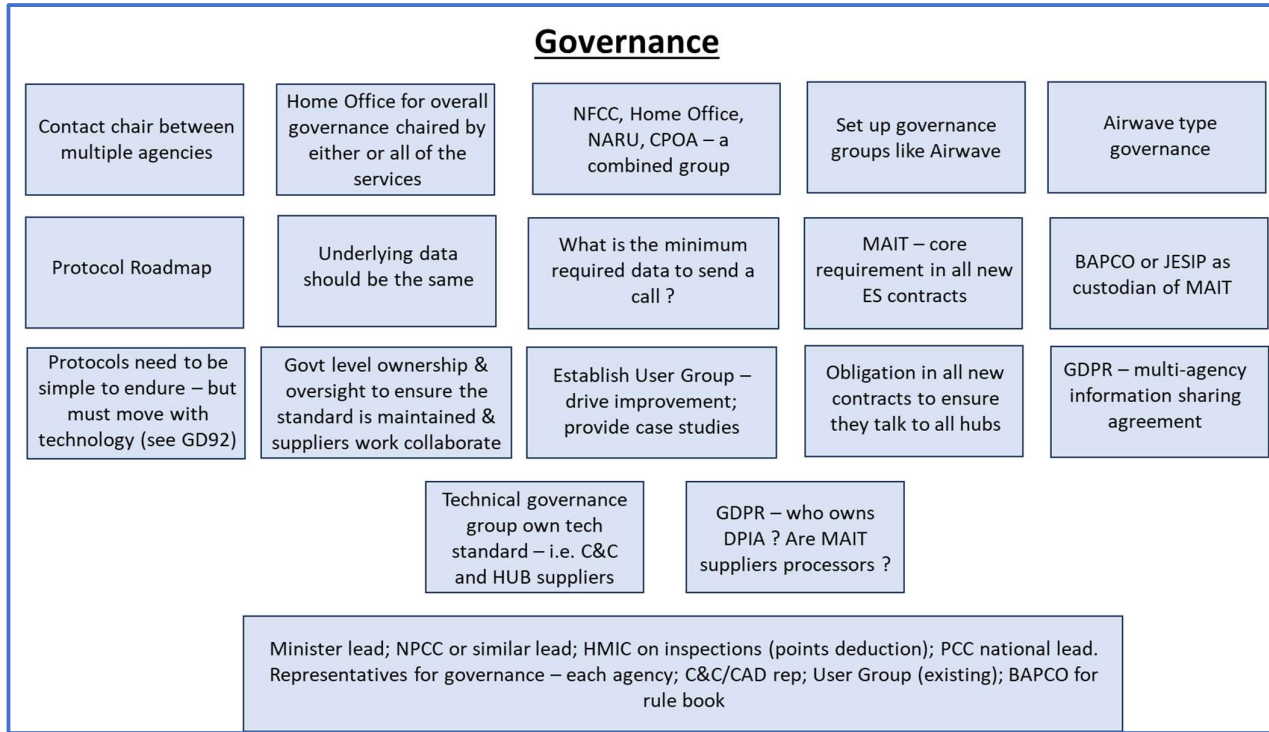 Governance
Contact chair between
multiple agencies
Home Office for overall
governance chaired by
either or all of the
services
NFCC, Home Office,
NARU, CPOA – a
combined group
Set up governance
groups like Airwave
Airwave type
governance
Protocol Roadmap
Underlying data
should be the same
What is the minimum
required data to send a
call ?
MAIT – core
requirement in all new
ES contracts
BAPCO or JESIP as
custodian of MAIT
Protocols need to be
simple to endure – but
must move with
technology (see GD92)
Govt level ownership &
oversight to ensure the
standard is maintained &
suppliers work collaborate
Establish User Group –
drive improvement;
provide case studies
Obligation in all new
contracts to ensure
they talk to all hubs
GDPR – multi-agency
information sharing
agreement
Technical governance
group own tech
standard – i.e. C&C
and HUB suppliers
GDPR – who owns
DPIA ? Are MAIT
suppliers processors ?
Minister lead; NPCC or similar lead; HMIC on inspections (points deduction); PCC national lead.
Representatives for governance – each agency; C&C/CAD rep; User Group (existing); BAPCO for
rule book